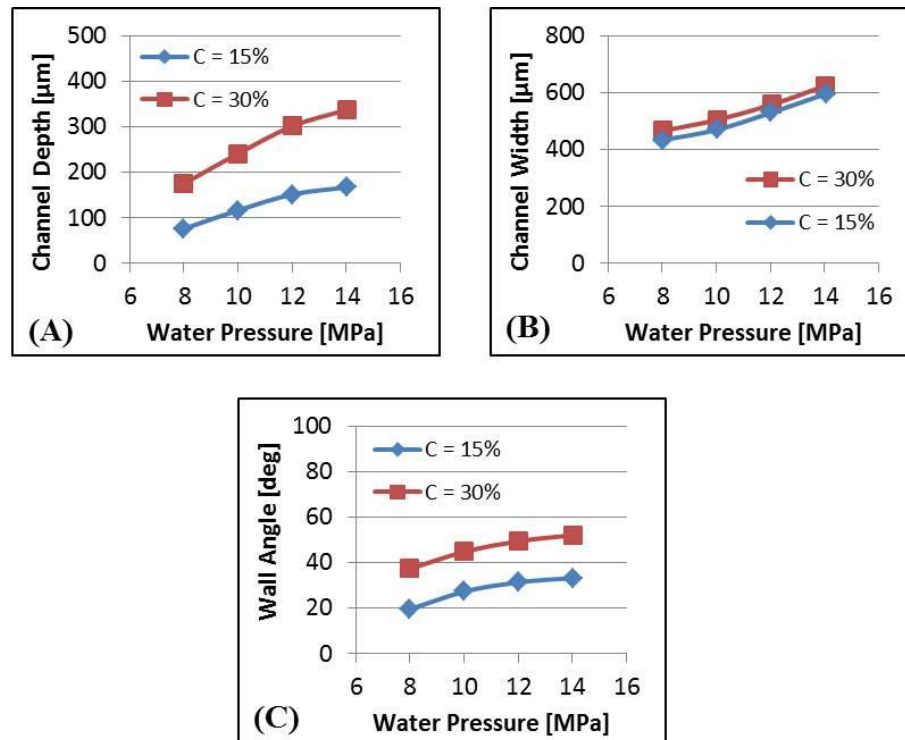 500
400
300
200
100
0
Channel Depth [µm]
C = 15%
C = 30%
6 8 10 12 14 16
Water Pressure [MPa]
(A)
800
600
400
200
0
Channel Width [µm]
C = 30%
C = 15%
6 8 10 12 14 16
Water Pressure [MPa]
(B)
100
80
60
40
20
0
Wall Angle [deg]
C = 15%
C = 30%
6 8 10 12 14 16
Water Pressure [MPa]
(C)